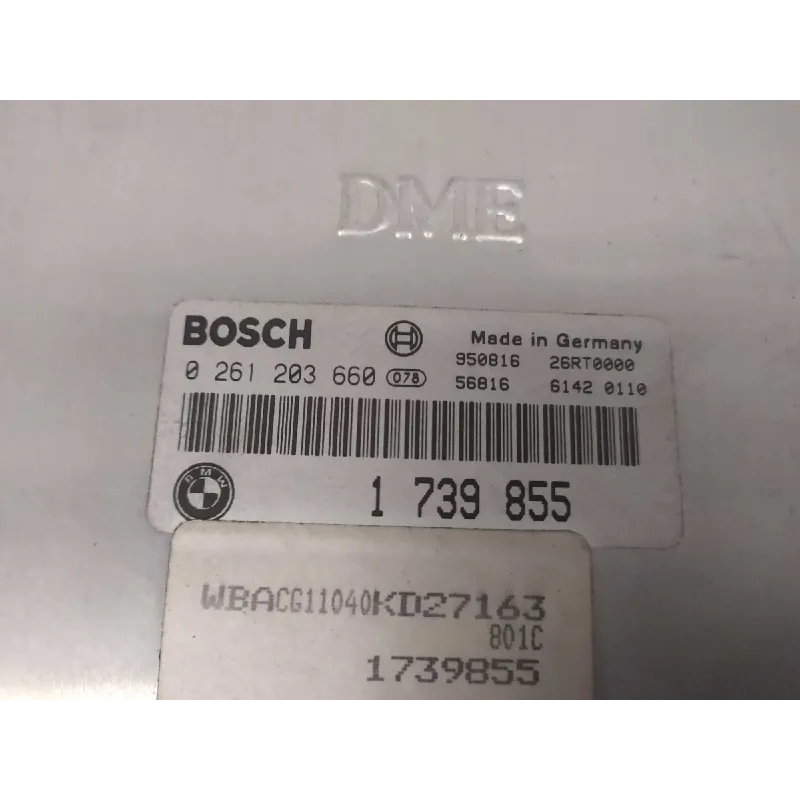 DME
BOSCH Made in Germany
0 261 203 660 078 950816 26RT0000
56816 6142 0110
BMW 1 739 855
WBACG11040KD27163
801C
1739855